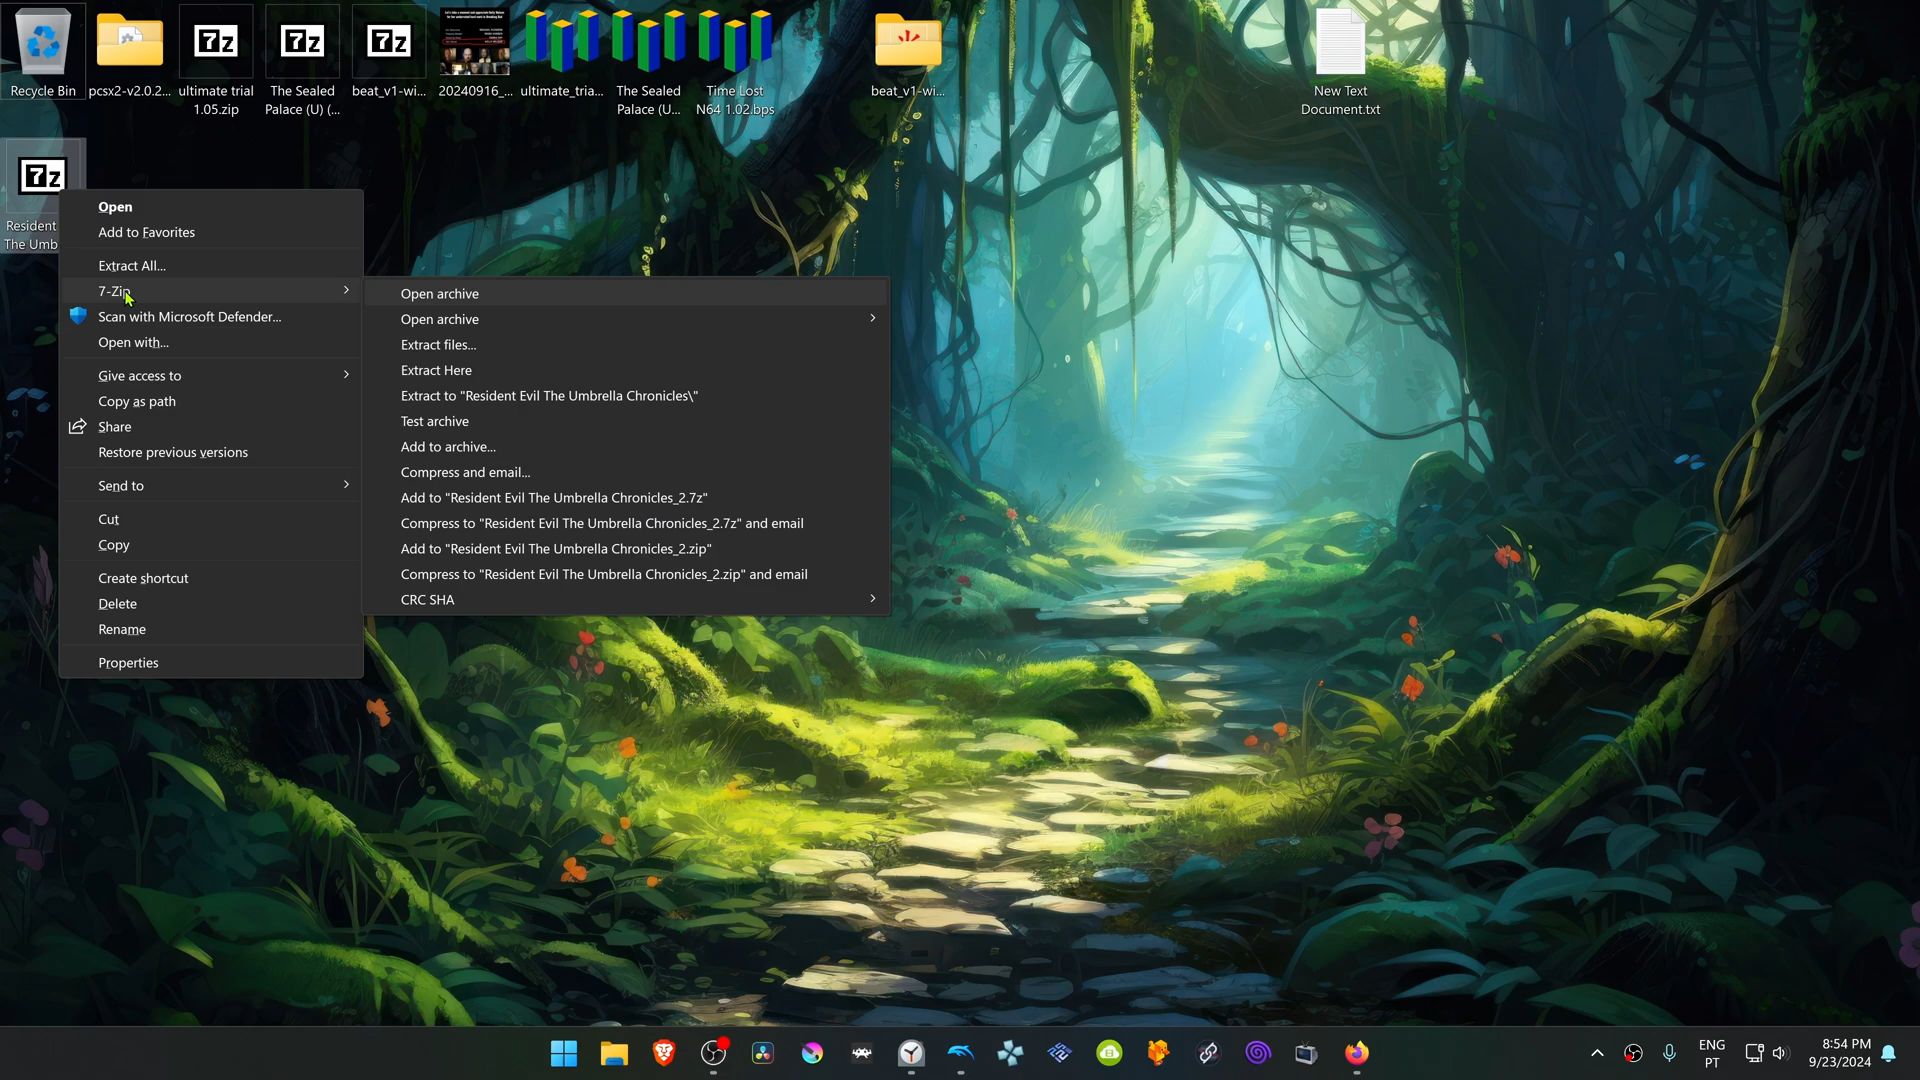 Recycle Bin
pcsx2-v2.0.2...
ultimate trial
1.05.zip
The Sealed
Palace (U) (...
beat_v1-wi...
20240916_...
ultimate_tria...
The Sealed
Palace (U...
Time Lost
N64 1.02.bps
beat_v1-wi...
New Text
Document.txt
7z
7z
7z
7z
Resident
The Umb
Open
Add to Favorites
Extract All...
7-Zip
Scan with Microsoft Defender...
Open with...
Give access to
Copy as path
Share
Restore previous versions
Send to
Cut
Copy
Create shortcut
Delete
Rename
Properties
Open archive
Open archive
Extract files...
Extract Here
Extract to "Resident Evil The Umbrella Chronicles\"
Test archive
Add to archive...
Compress and email...
Add to "Resident Evil The Umbrella Chronicles_2.7z"
Compress to "Resident Evil The Umbrella Chronicles_2.7z" and email
Add to "Resident Evil The Umbrella Chronicles_2.zip"
Compress to "Resident Evil The Umbrella Chronicles_2.zip" and email
CRC SHA
ENG
PT
8:54 PM
9/23/2024